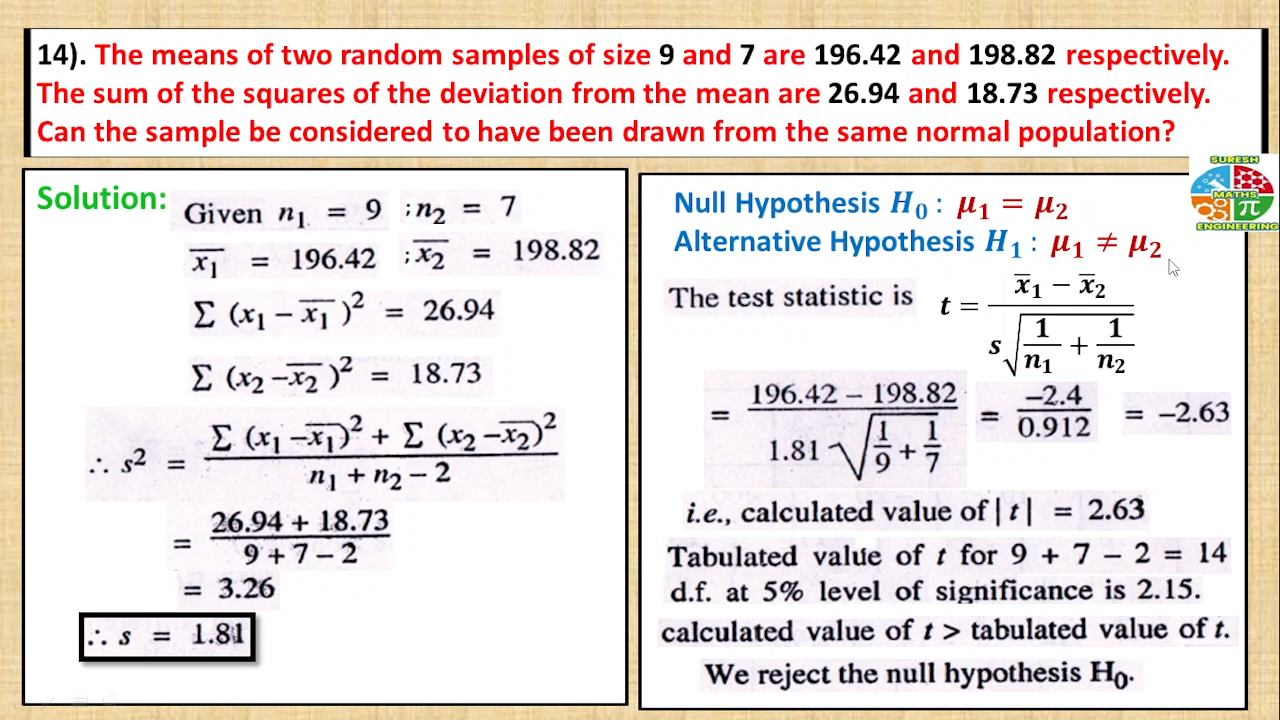 14). The means of two random samples of size 9 and 7 are 196.42 and 198.82 respectively.
The sum of the squares of the deviation from the mean are 26.94 and 18.73 respectively.
Can the sample be considered to have been drawn from the same normal population?
SURESH
MATHS
π
ENGINEERING
Solution:
Given n₁ = 9 ; n₂ = 7
x̄₁ = 196.42 ; x̄₂ = 198.82
Σ (x₁ − x̄₁)² = 26.94
Σ (x₂ − x̄₂)² = 18.73
∴ s² = (Σ (x₁ − x̄₁)² + Σ (x₂ − x̄₂)²) / (n₁ + n₂ − 2)
= (26.94 + 18.73) / (9 + 7 − 2)
= 3.26
∴ s = 1.81
Null Hypothesis H₀ : μ₁ = μ₂
Alternative Hypothesis H₁ : μ₁ ≠ μ₂
The test statistic is t = (x̄₁ − x̄₂) / (s √(1/n₁ + 1/n₂))
= (196.42 − 198.82) / (1.81 √(1/9 + 1/7)) = −2.4 / 0.912 = −2.63
i.e., calculated value of | t | = 2.63
Tabulated value of t for 9 + 7 − 2 = 14
d.f. at 5% level of significance is 2.15.
calculated value of t > tabulated value of t.
We reject the null hypothesis H₀.